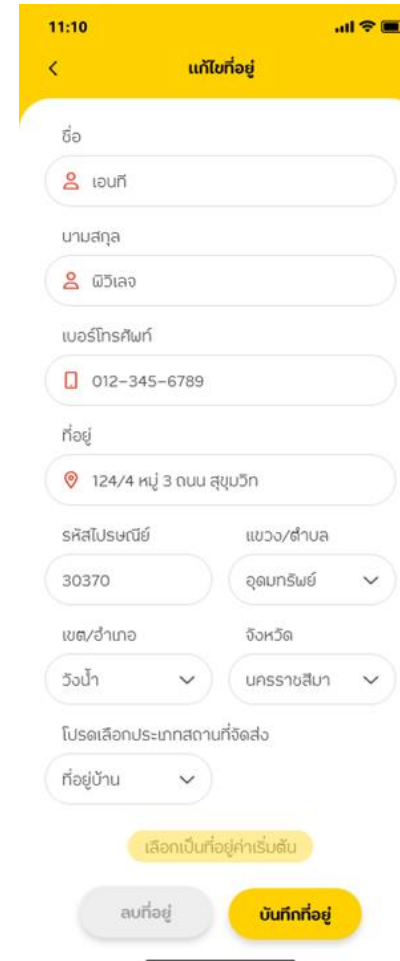 11:10
แก้ไขที่อยู่
ชื่อ
เอนที
นามสกุล
พิวิเลจ
เบอร์โทรศัพท์
012-345-6789
ที่อยู่
124/4 หมู่ 3 ถนน สุขุมวิท
รหัสไปรษณีย์ แขวง/ตำบล
30370 อุดมทรัพย์
เขต/อำเภอ จังหวัด
วังน้ำ นครราชสีมา
โปรดเลือกประเภทสถานที่จัดส่ง
ที่อยู่บ้าน
เลือกเป็นที่อยู่ค่าเริ่มต้น
ลบที่อยู่ บันทึกที่อยู่